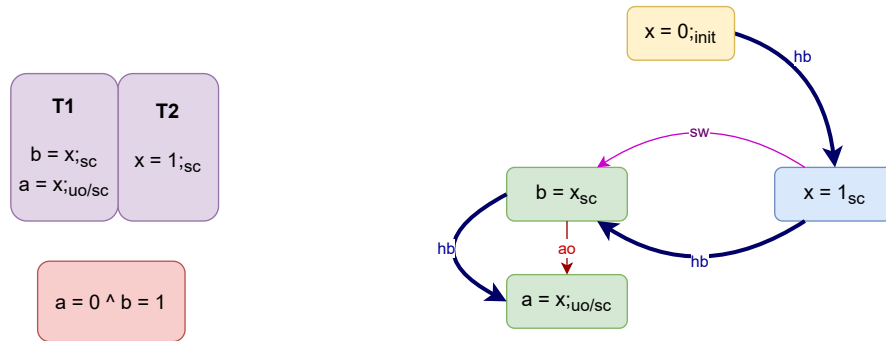 T1
b = x;sc
a = x;uo/sc
T2
x = 1;sc
a = 0 ^ b = 1
x = 0;init
hb
sw
b = xsc
x = 1sc
hb
ao
hb
a = x;uo/sc